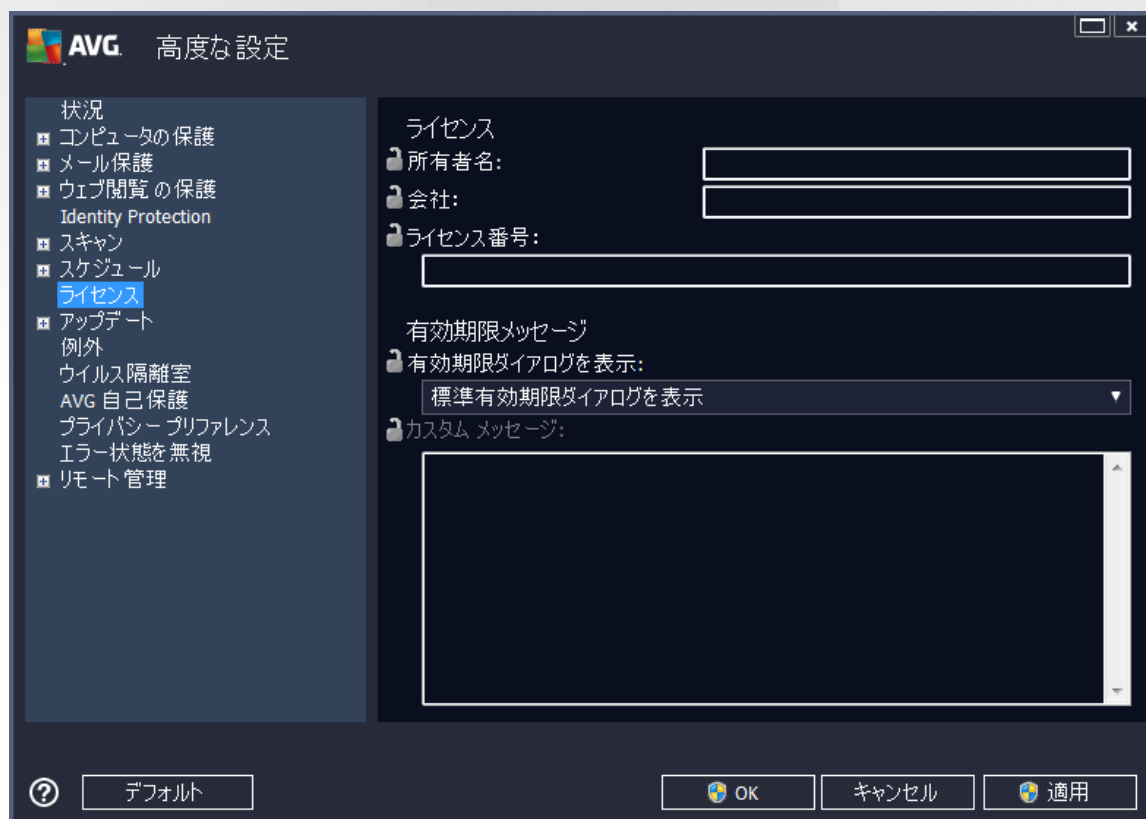 AVG. 高度な設定
状況
コンピュータの保護
メール保護
ウェブ閲覧 の保護
Identity Protection
スキャン
スケジュール
ライセンス
アップデート
例外
ウイルス隔離室
AVG 自己保護
プライバシー プリファレンス
エラー状態を無視
リモート管理
ライセンス
所有者名:
会社:
ライセンス番号:
有効期限メッセージ
有効期限ダイアログを表示:
標準有効期限ダイアログを表示
カスタム メッセージ:
デフォルト
OK
キャンセル
適用